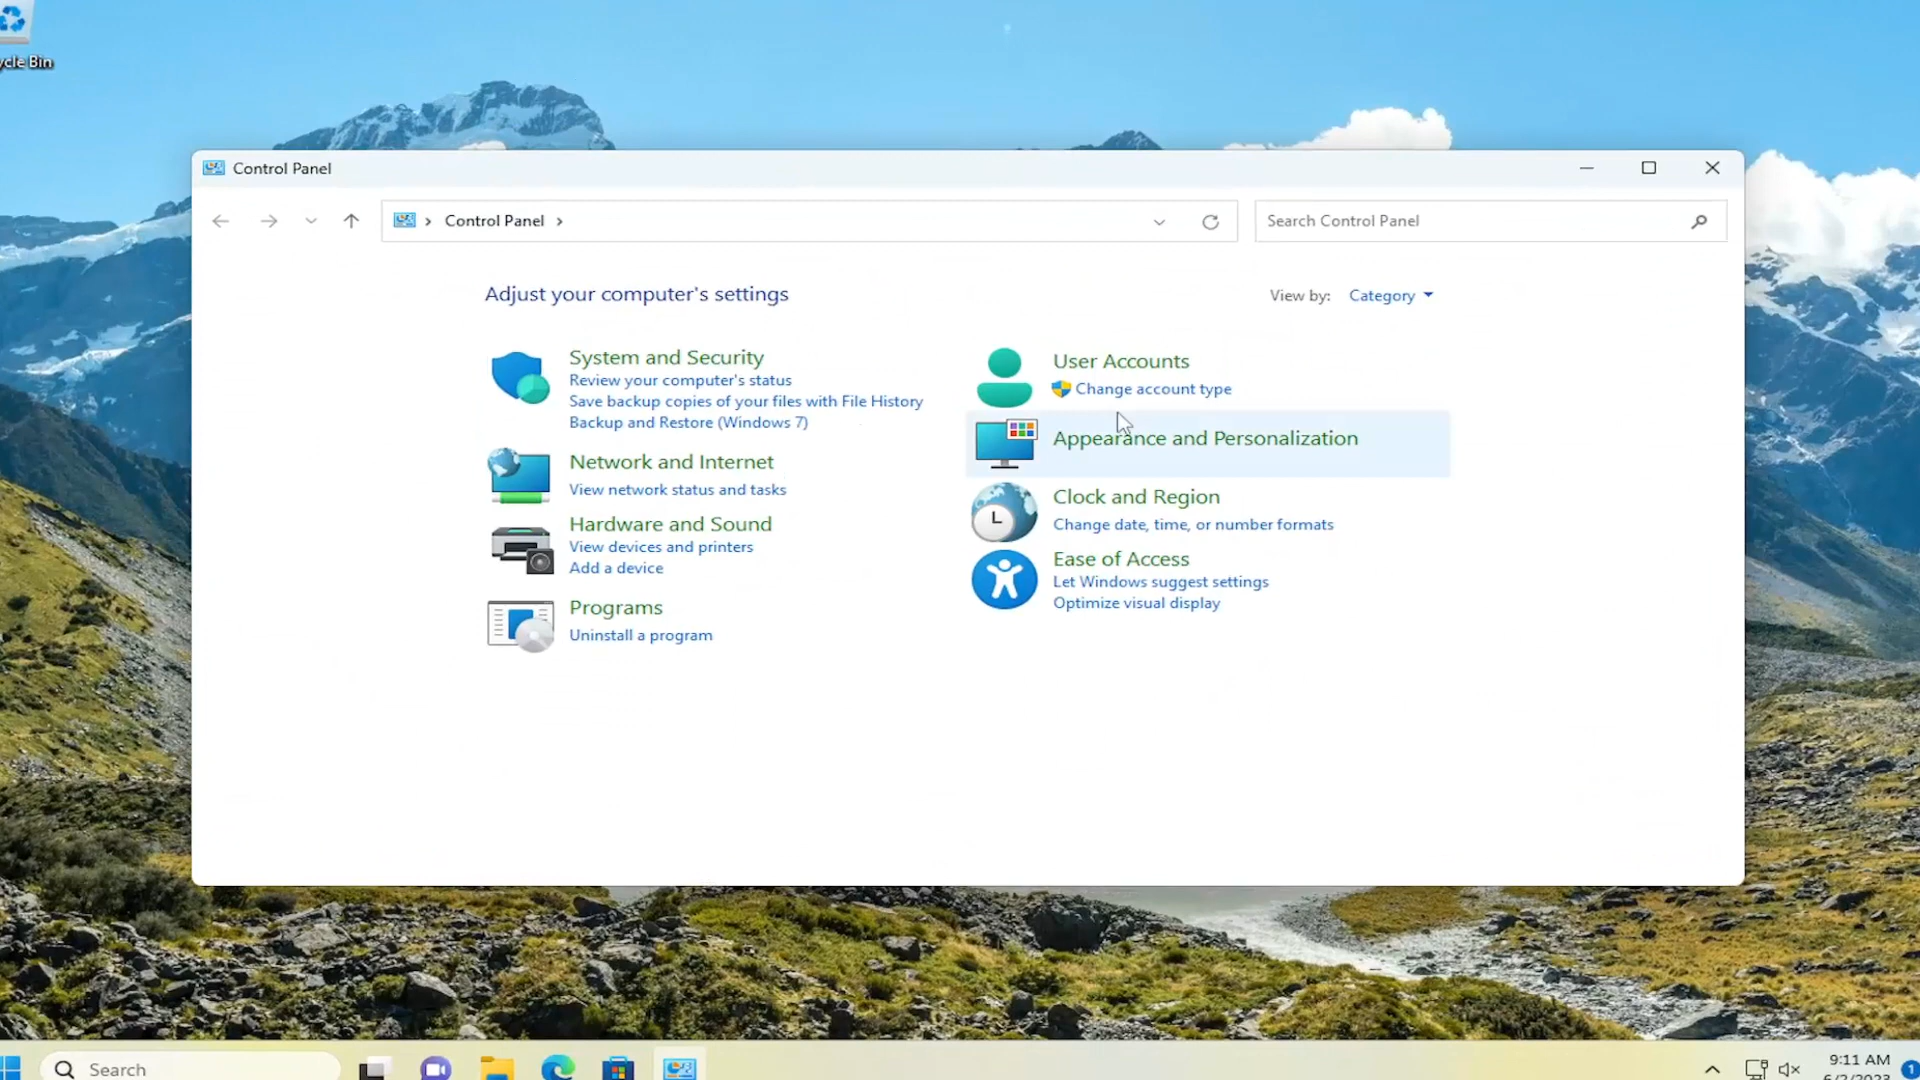 ycle Bin
Control Panel
Control Panel
Search Control Panel
Adjust your computer's settings
View by: Category
System and Security
Review your computer's status
Save backup copies of your files with File History
Backup and Restore (Windows 7)
Network and Internet
View network status and tasks
Hardware and Sound
View devices and printers
Add a device
Programs
Uninstall a program
User Accounts
Change account type
Appearance and Personalization
Clock and Region
Change date, time, or number formats
Ease of Access
Let Windows suggest settings
Optimize visual display
Search
9:11 AM
6/2/2023
1